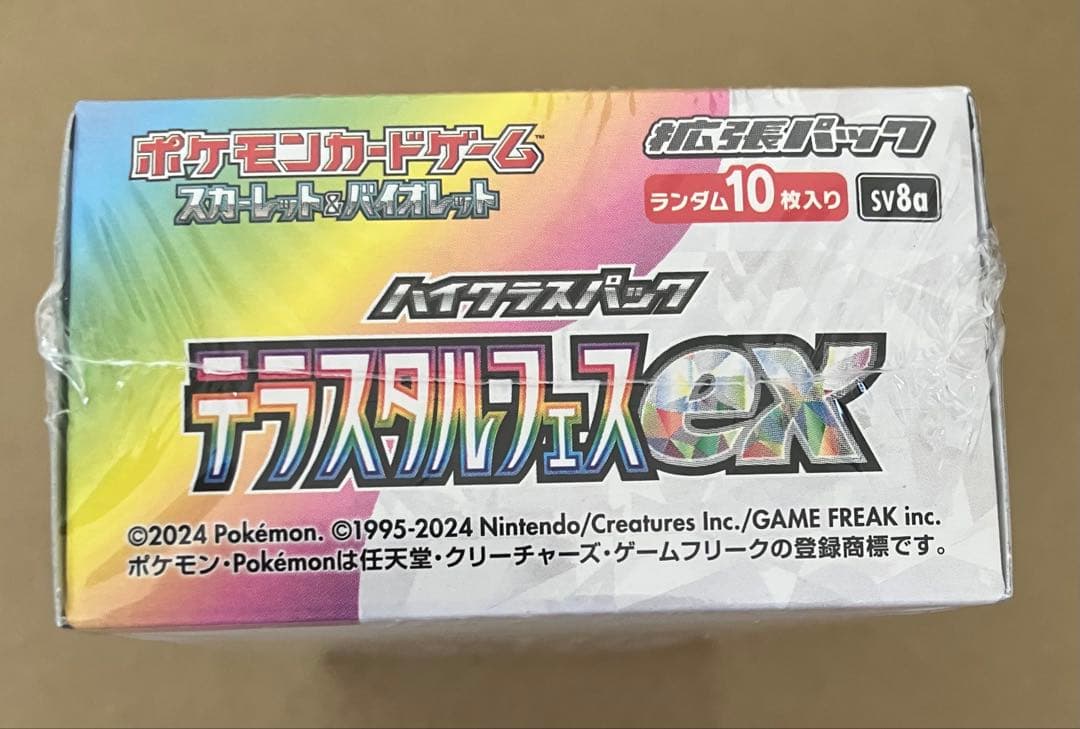 ポケモンカードゲーム™
スカーレット&バイオレット
拡張パック
ランダム10枚入り
SV8a
ハイクラスパック
テラスタルフェスex
©2024 Pokémon. ©1995-2024 Nintendo/Creatures Inc./GAME FREAK inc.
ポケモン・Pokémonは任天堂・クリーチャーズ・ゲームフリークの登録商標です。